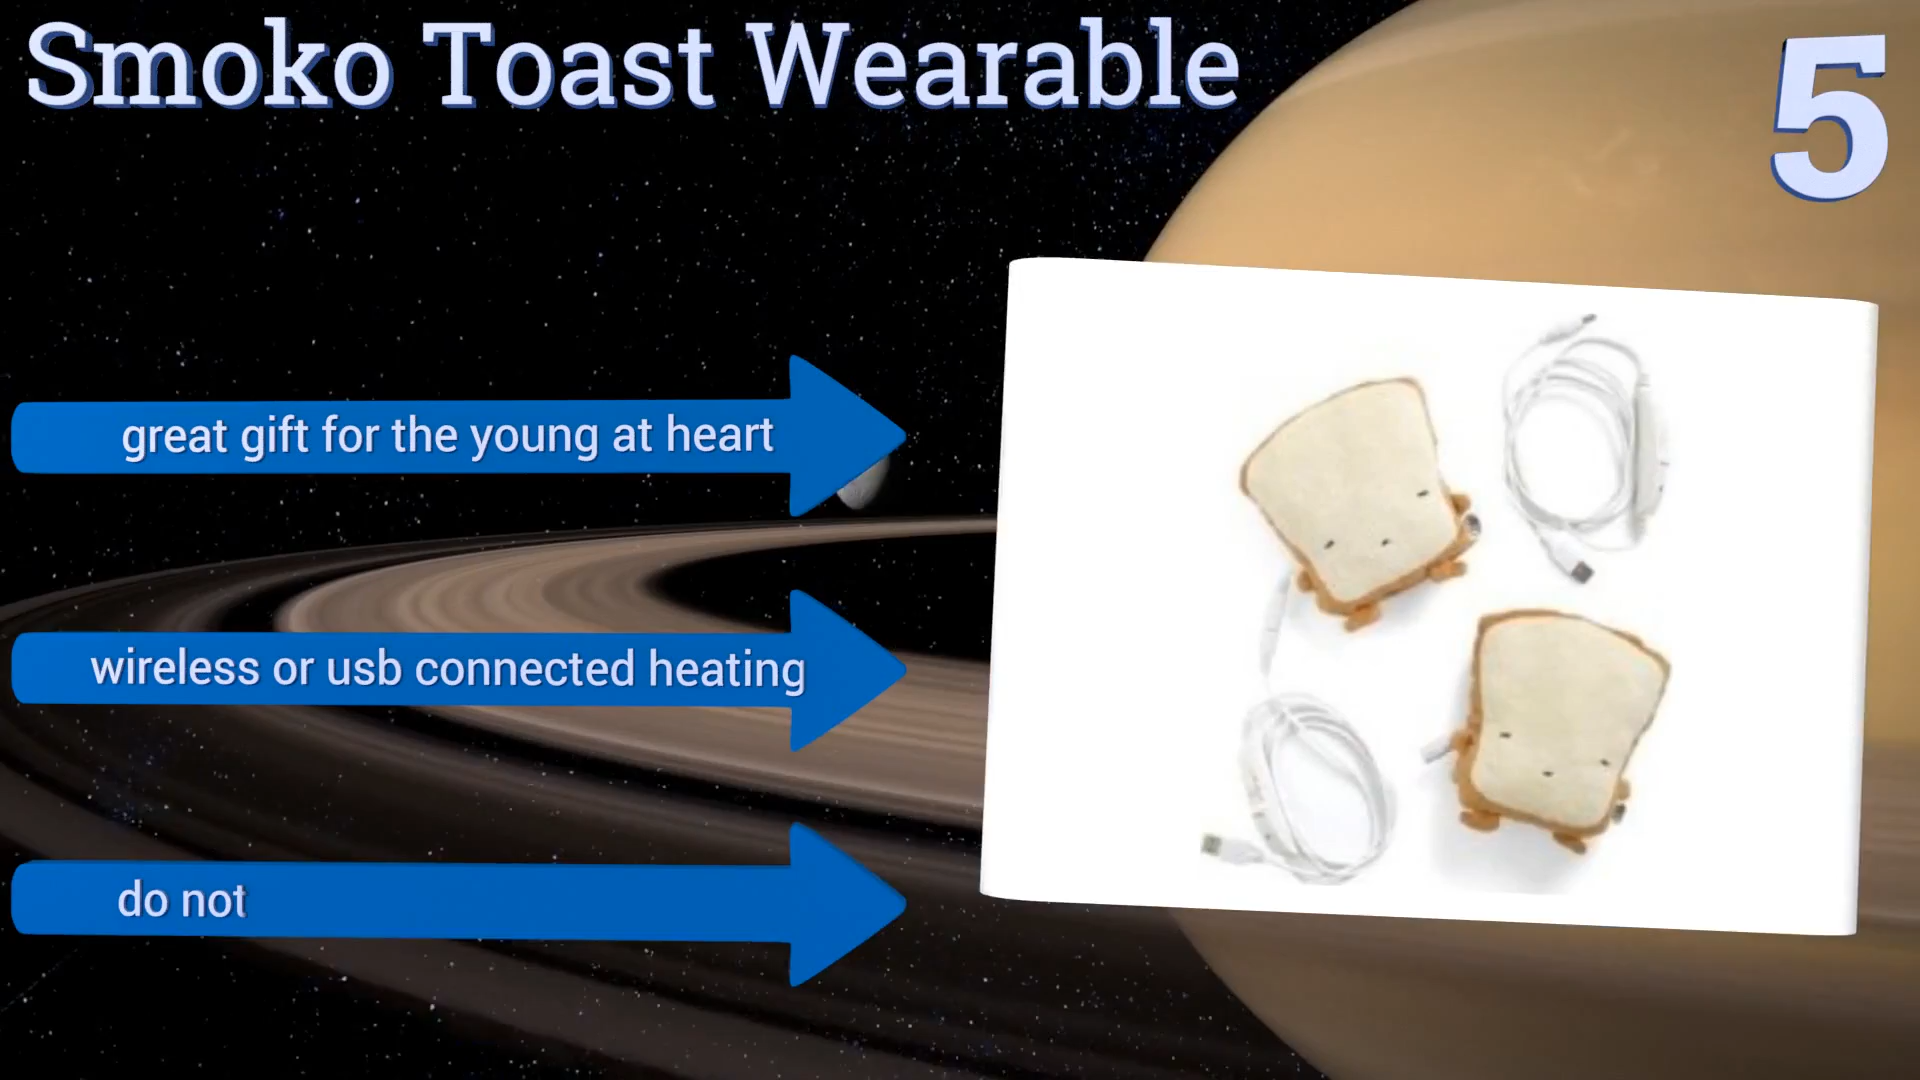 Smoko Toast Wearable
5
great gift for the young at heart
wireless or usb connected heating
do not